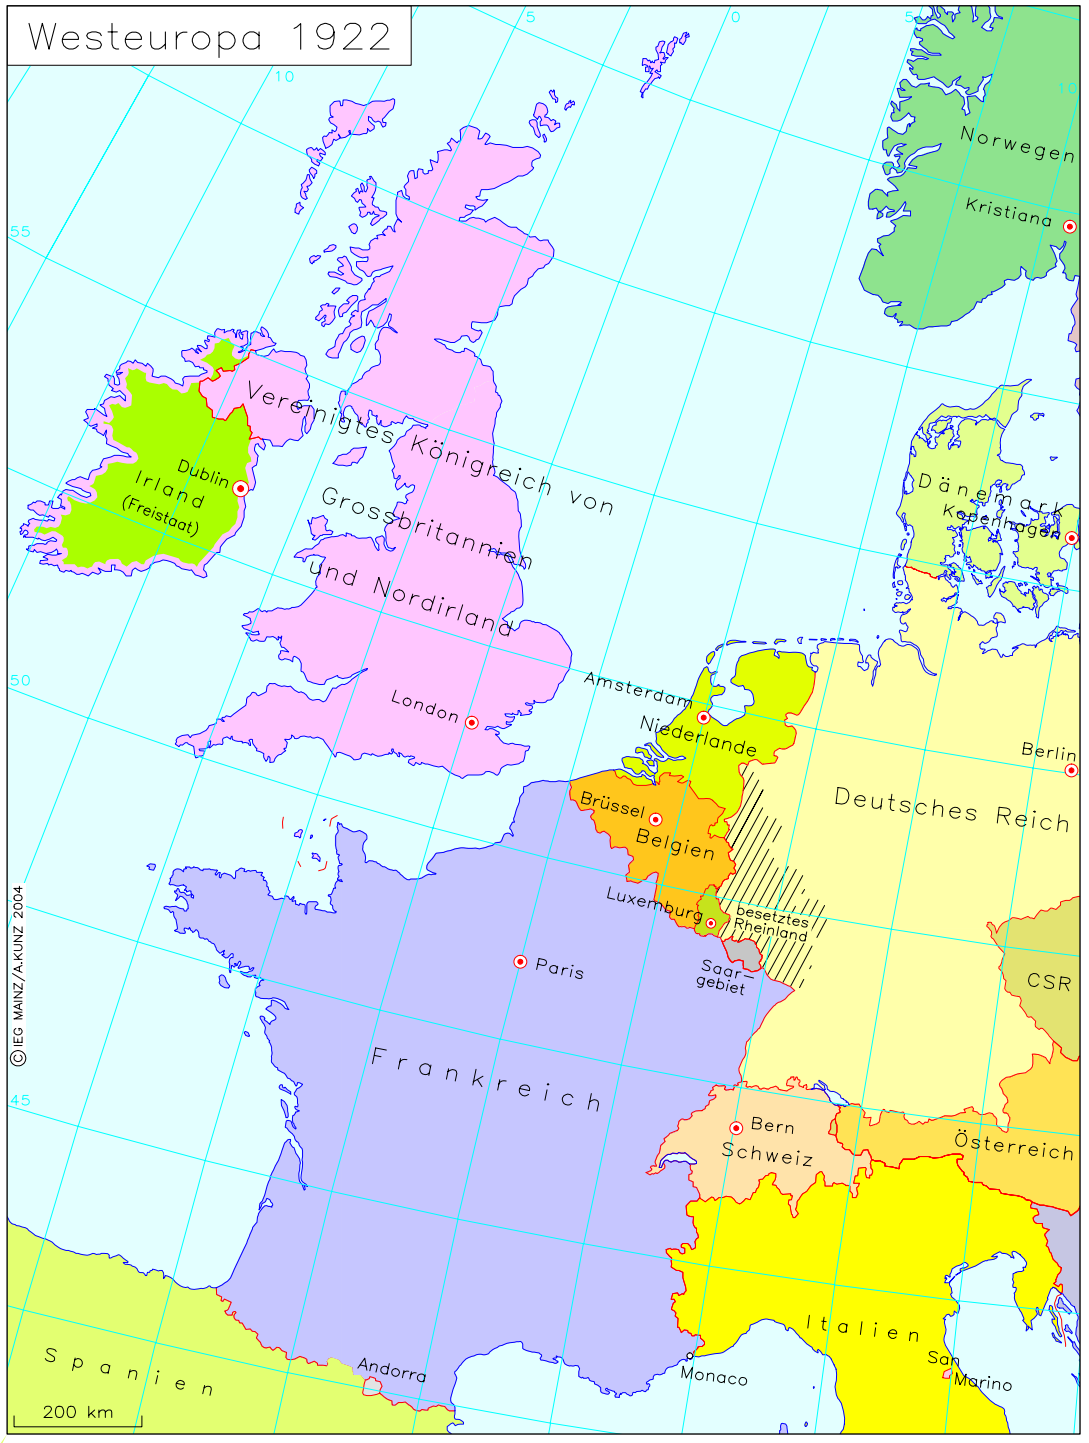 Westeuropa 1922
5
0
5
10
10
Norwegen
Kristiana
55
Vereinigtes Königreich von
Grossbritannien
und Nordirland
Dublin
Irland
(Freistaat)
Dänemark
Kopenhagen
50
London
Amsterdam
Niederlande
Berlin
Deutsches Reich
Brüssel
Belgien
Luxemburg
besetztes
Rheinland
Saar-
gebiet
Paris
CSR
©IEG MAINZ/A.KUNZ 2004
Frankreich
45
Bern
Schweiz
Österreich
Italien
Spanien
Andorra
Monaco
San
Marino
200 km